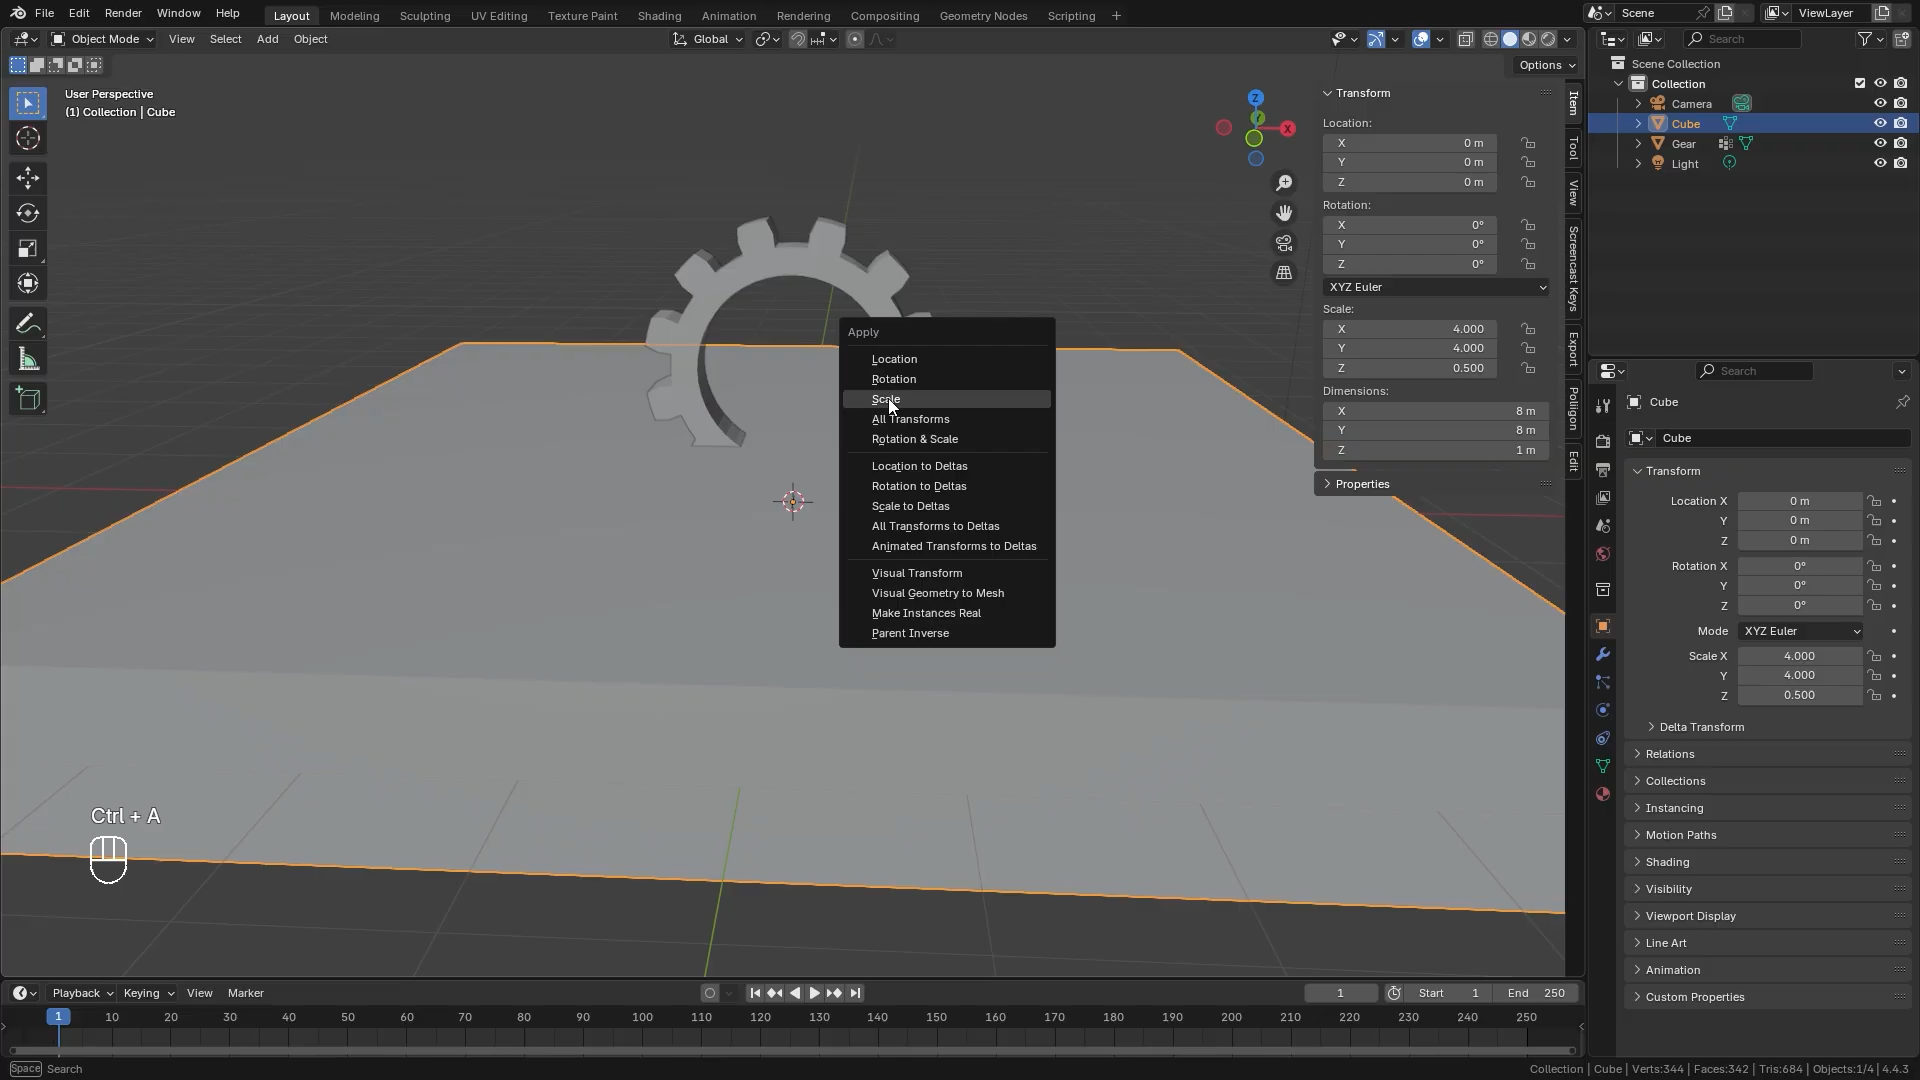 File Edit Render Window Help
Layout Modeling Sculpting UV Editing Texture Paint Shading Animation Rendering Compositing Geometry Nodes Scripting +
Scene
ViewLayer
Object Mode View Select Add Object
Global
Options
User Perspective
(1) Collection | Cube
Z
Y
X
Transform
Location:
X 0 m
Y 0 m
Z 0 m
Rotation:
X 0°
Y 0°
Z 0°
XYZ Euler
Scale:
X 4.000
Y 4.000
Z 0.500
Dimensions:
X 8 m
Y 8 m
Z 1 m
Properties
Item
Tool
View
Screencast Keys
Export
Poliigon
Edit
Apply
Location
Rotation
Scale
All Transforms
Rotation & Scale
Location to Deltas
Rotation to Deltas
Scale to Deltas
All Transforms to Deltas
Animated Transforms to Deltas
Visual Transform
Visual Geometry to Mesh
Make Instances Real
Parent Inverse
Ctrl + A
Search
Scene Collection
Collection
Camera
Cube
Gear
Light
Search
Cube
Cube
Transform
Location X 0 m
Y 0 m
Z 0 m
Rotation X 0°
Y 0°
Z 0°
Mode XYZ Euler
Scale X 4.000
Y 4.000
Z 0.500
Delta Transform
Relations
Collections
Instancing
Motion Paths
Shading
Visibility
Viewport Display
Line Art
Animation
Custom Properties
Playback Keying View Marker
1 Start 1 End 250
1 10 20 30 40 50 60 70 80 90 100 110 120 130 140 150 160 170 180 190 200 210 220 230 240 250
Space Search
Collection | Cube | Verts:344 | Faces:342 | Tris:684 | Objects:1/4 | 4.4.3